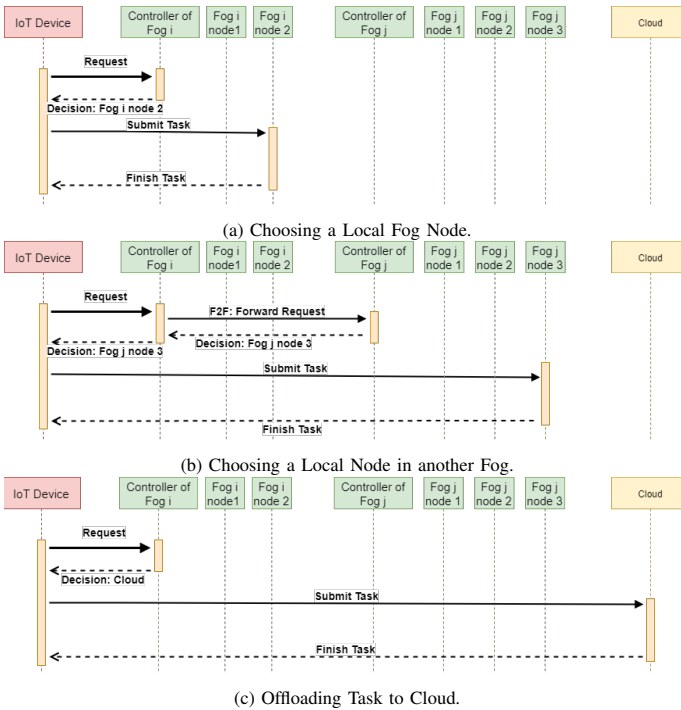 IoT Device
Controller of
Fog i
Fog i
node1
Fog i
node 2
Controller of
Fog j
Fog j
node 1
Fog j
node 2
Fog j
node 3
Cloud
Request
Decision: Fog i node 2
Submit Task
Finish Task
(a) Choosing a Local Fog Node.
IoT Device
Controller of
Fog i
Fog i
node1
Fog i
node 2
Controller of
Fog j
Fog j
node 1
Fog j
node 2
Fog j
node 3
Cloud
Request
F2F: Forward Request
Decision: Fog j node 3
Decision: Fog j node 3
Submit Task
Finish Task
(b) Choosing a Local Node in another Fog.
IoT Device
Controller of
Fog i
Fog i
node1
Fog i
node 2
Controller of
Fog j
Fog j
node 1
Fog j
node 2
Fog j
node 3
Cloud
Request
Decision: Cloud
Submit Task
Finish Task
(c) Offloading Task to Cloud.